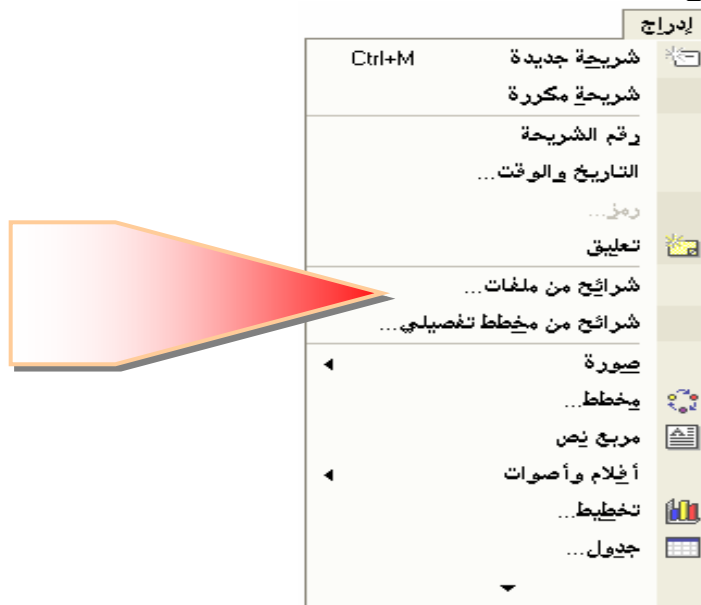 إدراج
شريحة جديدة Ctrl+M
شريحة مكررة
رقم الشريحة
التاريخ والوقت...
رمز...
تعليق
شرائح من ملفات...
شرائح من مخطط تفصيلي...
صورة
مخطط...
مربع نص
أفلام وأصوات
تخطيط...
جدول...